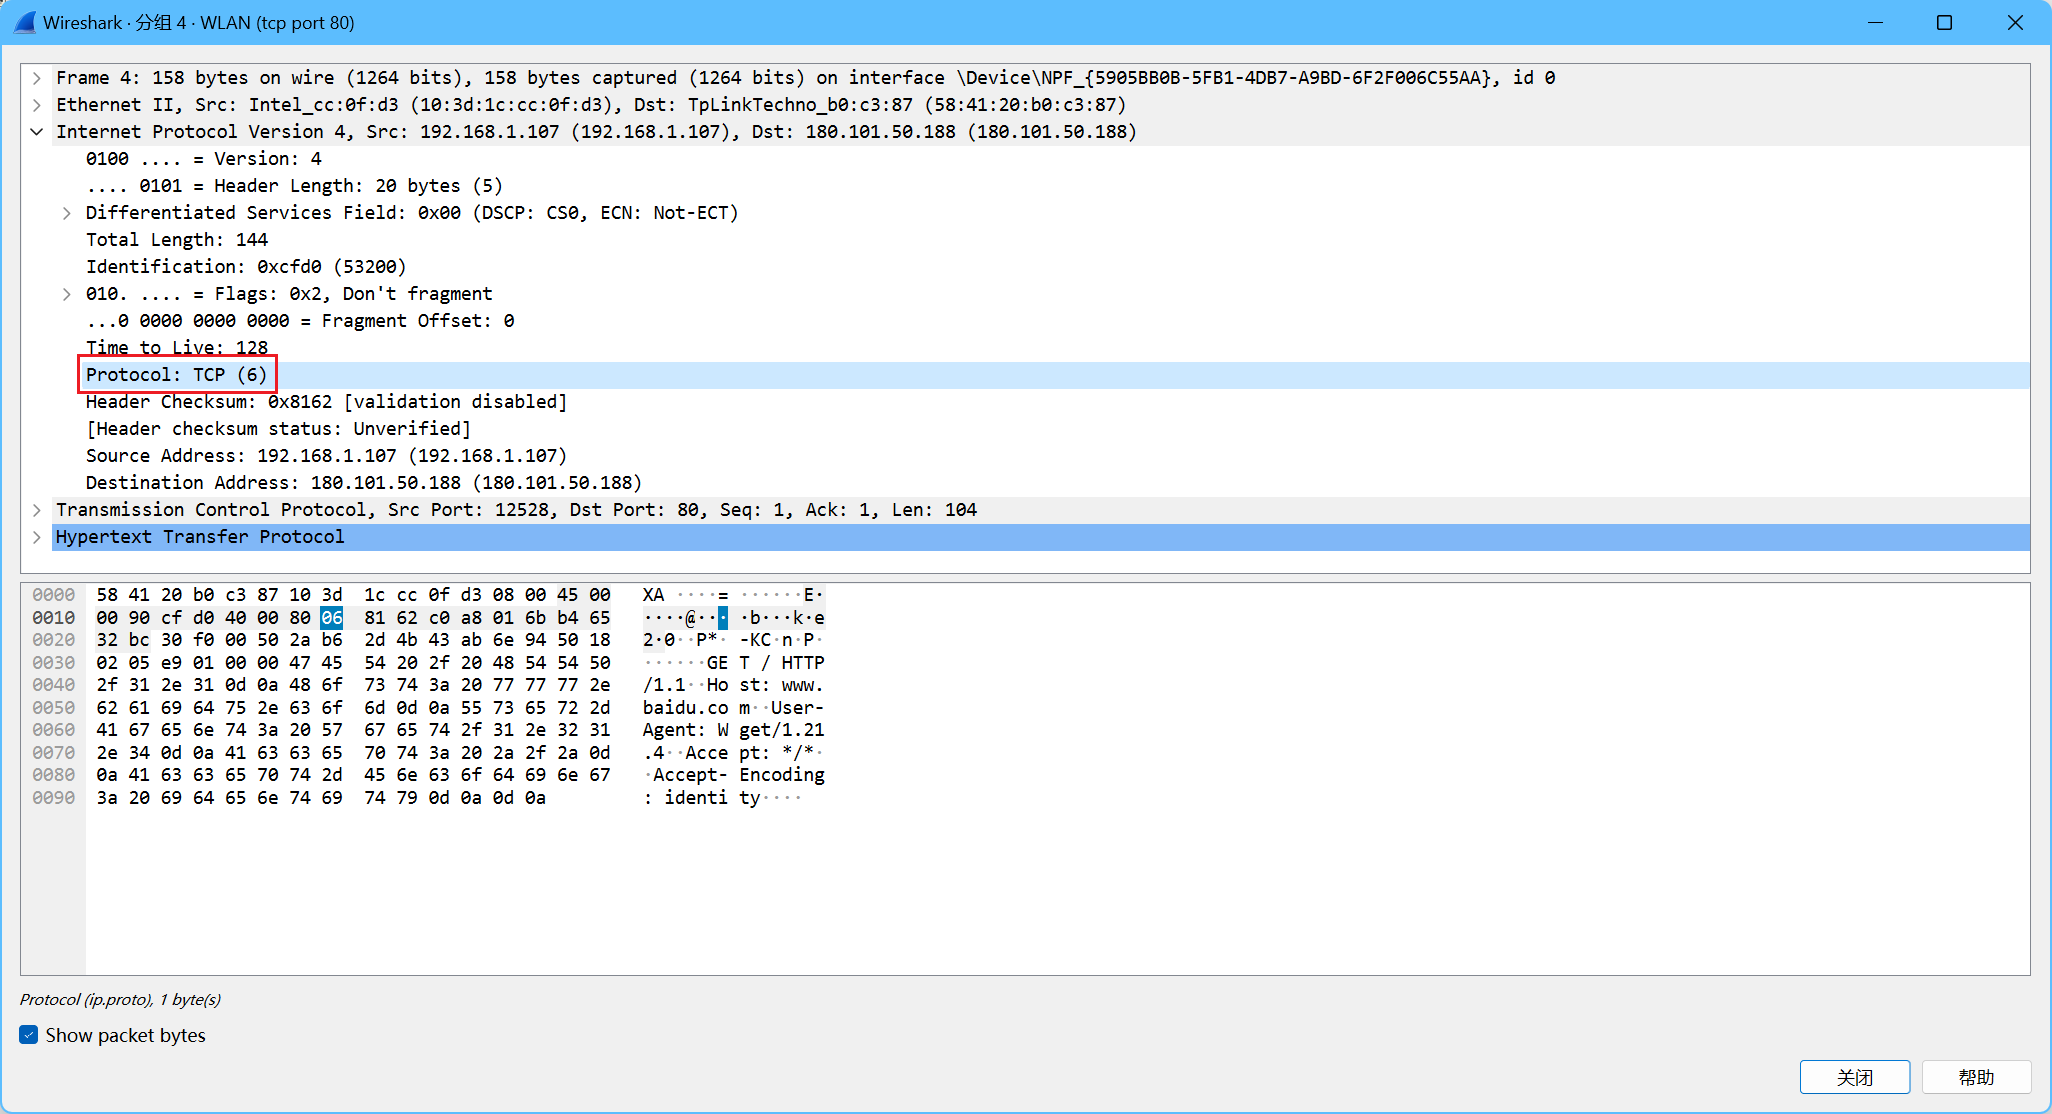 Wireshark · 分组 4 · WLAN (tcp port 80)
Frame 4: 158 bytes on wire (1264 bits), 158 bytes captured (1264 bits) on interface \Device\NPF_{5905BB0B-5FB1-4DB7-A9BD-6F2F006C55AA}, id 0
Ethernet II, Src: Intel_cc:0f:d3 (10:3d:1c:cc:0f:d3), Dst: TpLinkTechno_b0:c3:87 (58:41:20:b0:c3:87)
Internet Protocol Version 4, Src: 192.168.1.107 (192.168.1.107), Dst: 180.101.50.188 (180.101.50.188)
0100 .... = Version: 4
.... 0101 = Header Length: 20 bytes (5)
Differentiated Services Field: 0x00 (DSCP: CS0, ECN: Not-ECT)
Total Length: 144
Identification: 0xcfd0 (53200)
010. .... = Flags: 0x2, Don't fragment
...0 0000 0000 0000 = Fragment Offset: 0
Time to Live: 128
Protocol: TCP (6)
Header Checksum: 0x8162 [validation disabled]
[Header checksum status: Unverified]
Source Address: 192.168.1.107 (192.168.1.107)
Destination Address: 180.101.50.188 (180.101.50.188)
Transmission Control Protocol, Src Port: 12528, Dst Port: 80, Seq: 1, Ack: 1, Len: 104
Hypertext Transfer Protocol
0000 58 41 20 b0 c3 87 10 3d 1c cc 0f d3 08 00 45 00 XA ····= ······E·
0010 00 90 cf d0 40 00 80 06 81 62 c0 a8 01 6b b4 65 ····@··· ·b···k·e
0020 32 bc 30 f0 00 50 2a b6 2d 4b 43 ab 6e 94 50 18 2·0··P*· -KC·n·P·
0030 02 05 e9 01 00 00 47 45 54 20 2f 20 48 54 54 50 ······GE T / HTTP
0040 2f 31 2e 31 0d 0a 48 6f 73 74 3a 20 77 77 77 2e /1.1··Ho st: www.
0050 62 61 69 64 75 2e 63 6f 6d 0d 0a 55 73 65 72 2d baidu.co m··User-
0060 41 67 65 6e 74 3a 20 57 67 65 74 2f 31 2e 32 31 Agent: W get/1.21
0070 2e 34 0d 0a 41 63 63 65 70 74 3a 20 2a 2f 2a 0d .4··Acce pt: */*·
0080 0a 41 63 63 65 70 74 2d 45 6e 63 6f 64 69 6e 67 ·Accept- Encoding
0090 3a 20 69 64 65 6e 74 69 74 79 0d 0a 0d 0a : identi ty····
Protocol (ip.proto), 1 byte(s)
Show packet bytes
关闭 帮助